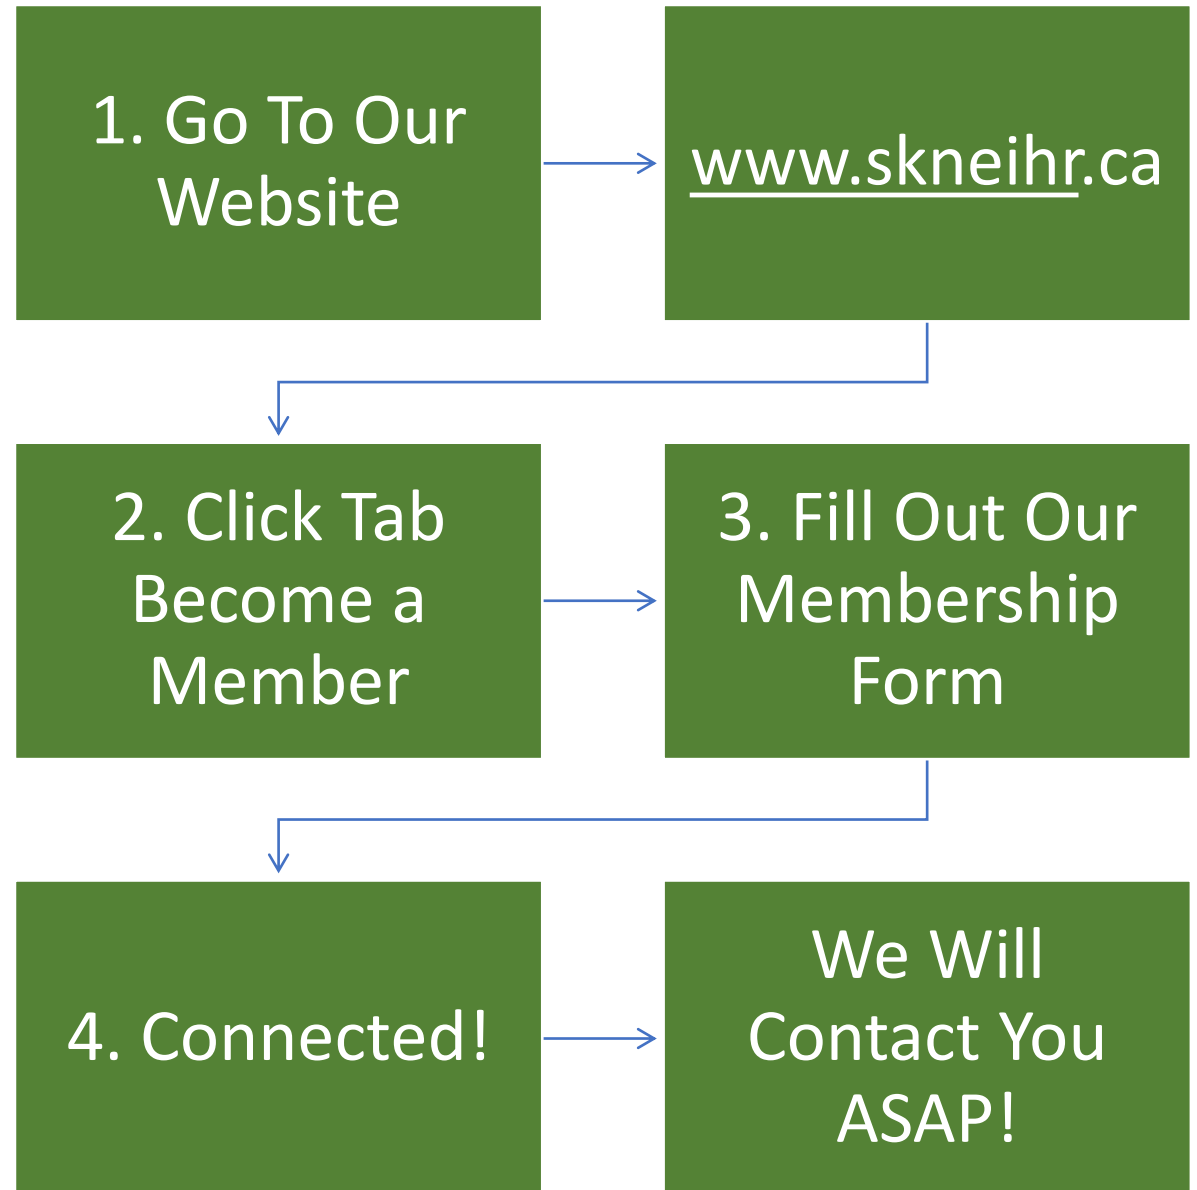 1. Go To Our
Website
www.skneihr.ca
2. Click Tab
Become a
Member
3. Fill Out Our
Membership
Form
4. Connected!
We Will
Contact You
ASAP!